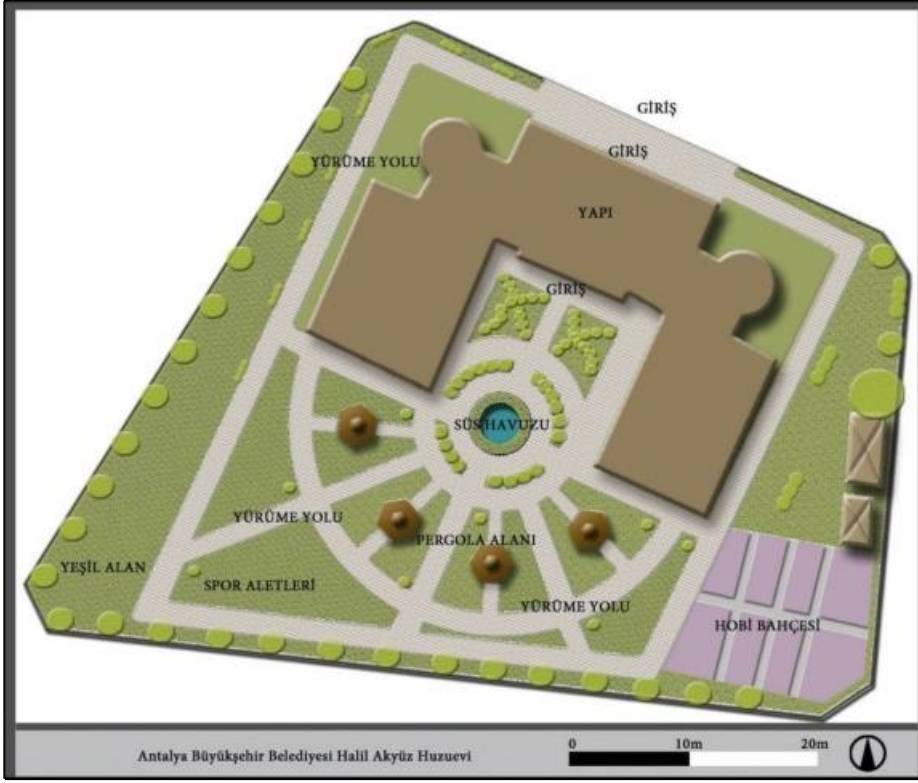 GİRİŞ
GİRİŞ
YÜRÜME YOLU
YAPI
GİRİŞ
SÜS HAVUZU
YÜRÜME YOLU
PERGOLA ALANI
YEŞİL ALAN
SPOR ALETLERİ
YÜRÜME YOLU
HOBİ BAHÇESİ
Antalya Büyükşehir Belediyesi Halil Akyüz Huzuevi
0 10m 20m